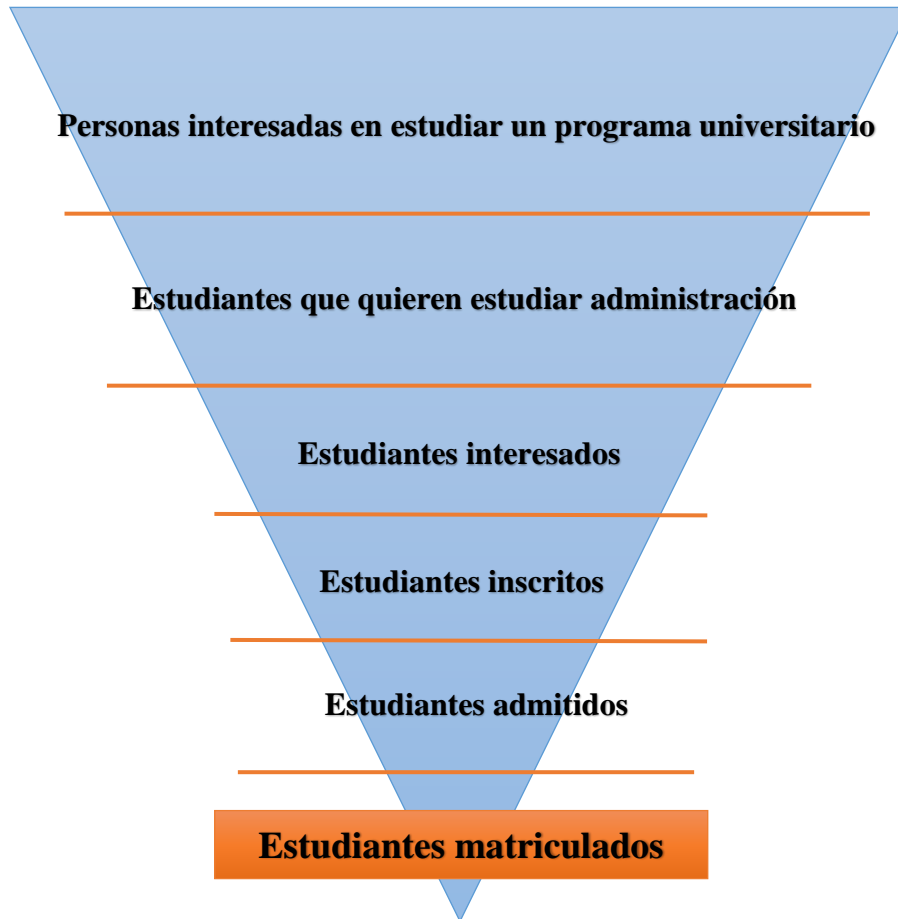 Personas interesadas en estudiar un programa universitario
Estudiantes que quieren estudiar administración
Estudiantes interesados
Estudiantes inscritos
Estudiantes admitidos
Estudiantes matriculados